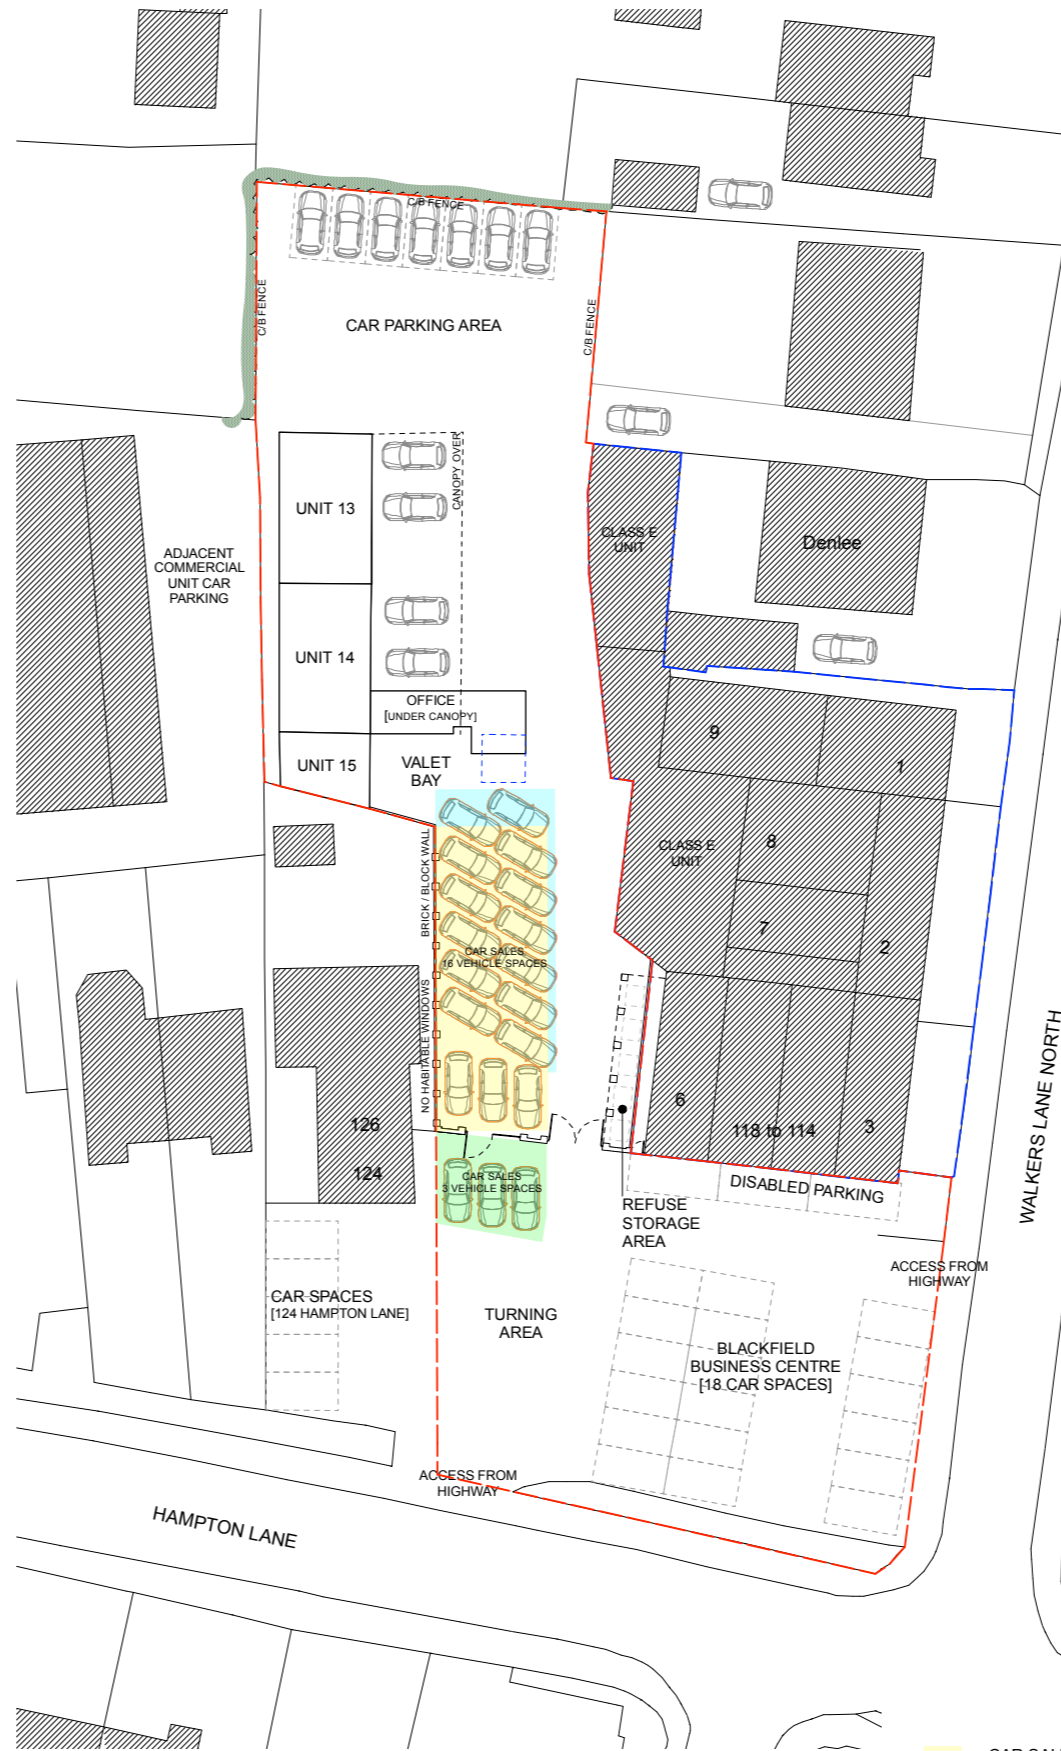 C/B FENCE
C/B FENCE
C/B FENCE
CAR PARKING AREA
CANOPY OVER
UNIT 13
CLASS E
UNIT
Denlee
ADJACENT
COMMERCIAL
UNIT CAR
PARKING
UNIT 14
OFFICE
[UNDER CANOPY]
9
1
UNIT 15
VALET
BAY
BRICK / BLOCK WALL
NO HABITABLE WINDOWS
CLASS E
UNIT
8
7
2
CAR SALES
16 VEHICLE SPACES
6
118 to 114
3
126
124
CAR SALES
3 VEHICLE SPACES
DISABLED PARKING
REFUSE
STORAGE
AREA
WALKERS LANE NORTH
ACCESS FROM
HIGHWAY
CAR SPACES
[124 HAMPTON LANE]
TURNING
AREA
BLACKFIELD
BUSINESS CENTRE
[18 CAR SPACES]
ACCESS FROM
HIGHWAY
HAMPTON LANE